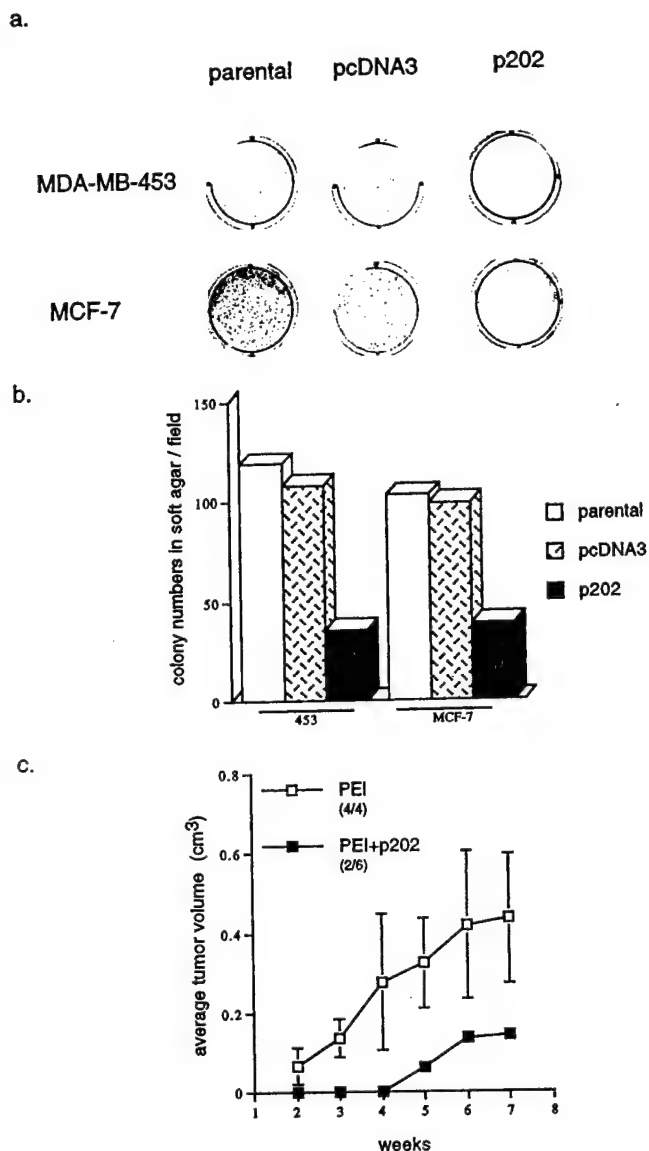 a.
parental pcDNA3 p202
MDA-MB-453
MCF-7
b.
colony numbers in soft agar / field
150
100
50
0
453 MCF-7
parental
pcDNA3
p202
c.
average tumor volume (cm³)
0.8
0.6
0.4
0.2
0
PEI
(4/4)
PEI+p202
(2/6)
1 2 3 4 5 6 7 8
weeks